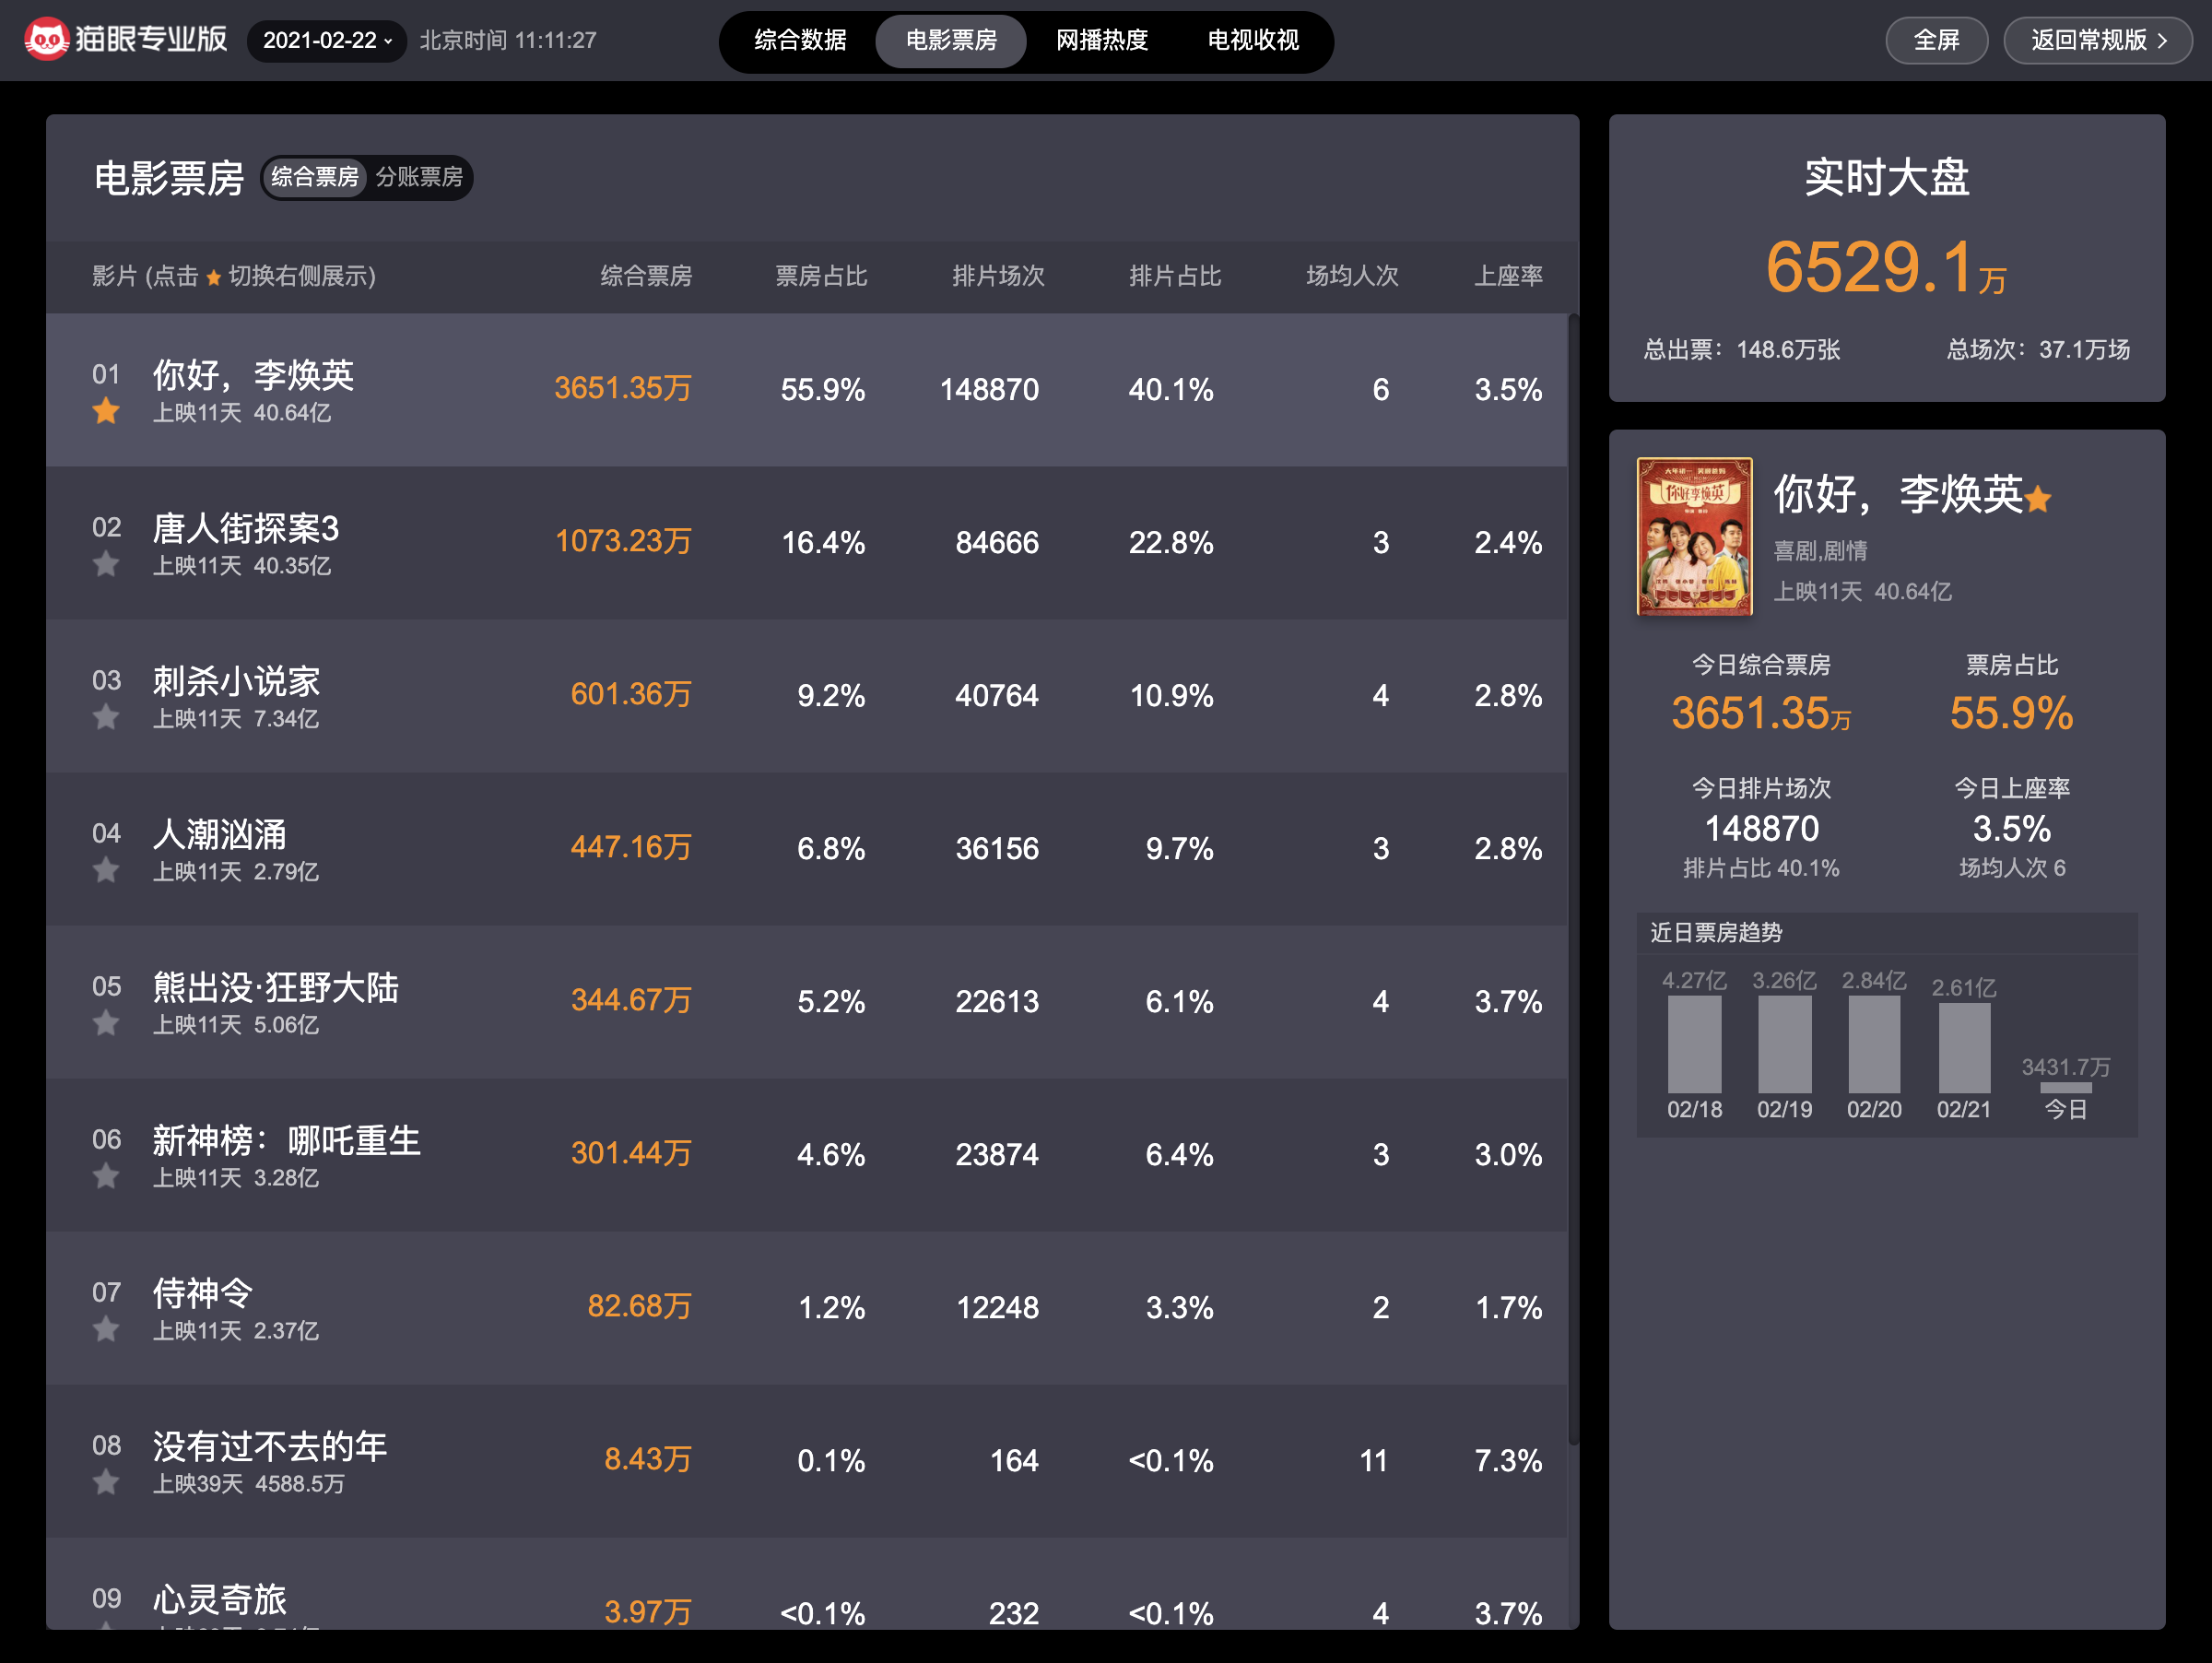 猫眼专业版
2021-02-22
北京时间 11:11:27
综合数据
电影票房
网播热度
电视收视
全屏
返回常规版
电影票房
综合票房 分账票房
影片 (点击 ★ 切换右侧展示) 综合票房 票房占比 排片场次 排片占比 场均人次 上座率
01 你好，李焕英 3651.35万 55.9% 148870 40.1% 6 3.5%
上映11天 40.64亿
02 唐人街探案3 1073.23万 16.4% 84666 22.8% 3 2.4%
上映11天 40.35亿
03 刺杀小说家 601.36万 9.2% 40764 10.9% 4 2.8%
上映11天 7.34亿
04 人潮汹涌 447.16万 6.8% 36156 9.7% 3 2.8%
上映11天 2.79亿
05 熊出没·狂野大陆 344.67万 5.2% 22613 6.1% 4 3.7%
上映11天 5.06亿
06 新神榜：哪吒重生 301.44万 4.6% 23874 6.4% 3 3.0%
上映11天 3.28亿
07 侍神令 82.68万 1.2% 12248 3.3% 2 1.7%
上映11天 2.37亿
08 没有过不去的年 8.43万 0.1% 164 <0.1% 11 7.3%
上映39天 4588.5万
09 心灵奇旅 3.97万 <0.1% 232 <0.1% 4 3.7%
实时大盘
6529.1万
总出票：148.6万张 总场次：37.1万场
你好李焕英
你好，李焕英
喜剧,剧情
上映11天 40.64亿
今日综合票房 票房占比
3651.35万 55.9%
今日排片场次 今日上座率
148870 3.5%
排片占比 40.1% 场均人次 6
近日票房趋势
4.27亿 3.26亿 2.84亿 2.61亿 3431.7万
02/18 02/19 02/20 02/21 今日